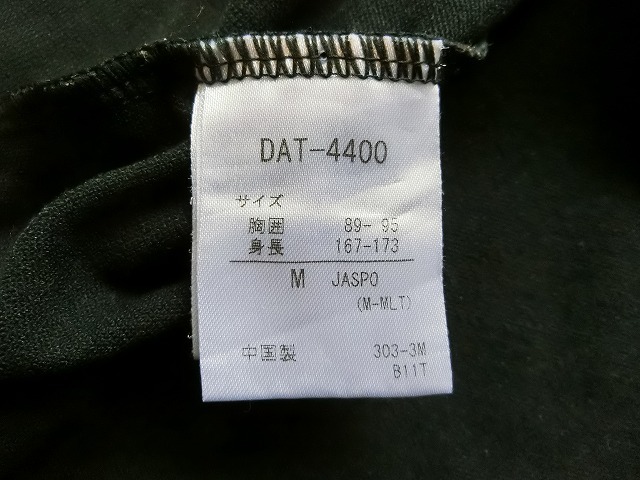 DAT-4400
サイズ
胸囲 89- 95
身長 167-173
M JASPO
(M-MLT)
中国製 303-3M
B11T